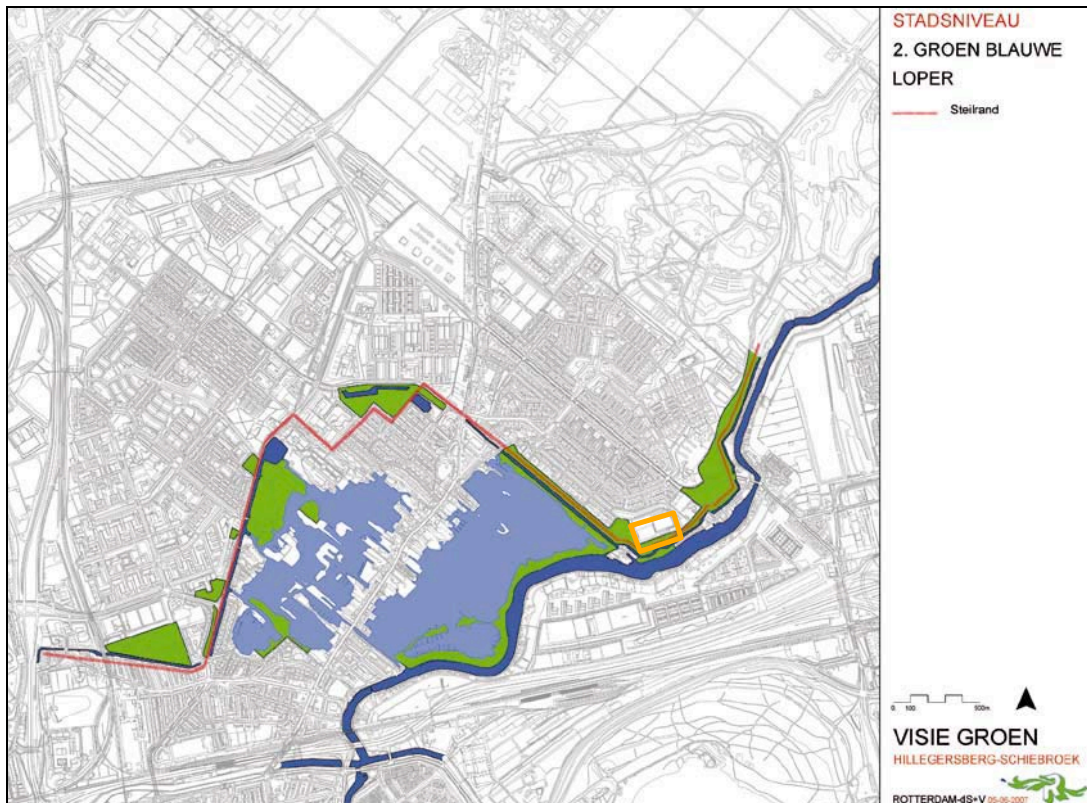 STADSNIVEAU
2. GROEN BLAUWE
LOPER
Steilrand
0 100 500m
VISIE GROEN
HILLEGERSBERG-SCHIEBROEK
ROTTERDAM-dS+V 05-06-2007